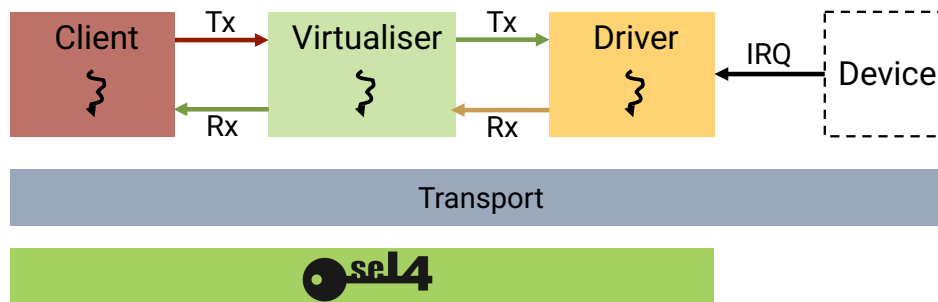 Client
Tx
Virtualiser
Tx
Driver
IRQ
Device
Rx
Rx
Transport
seL4